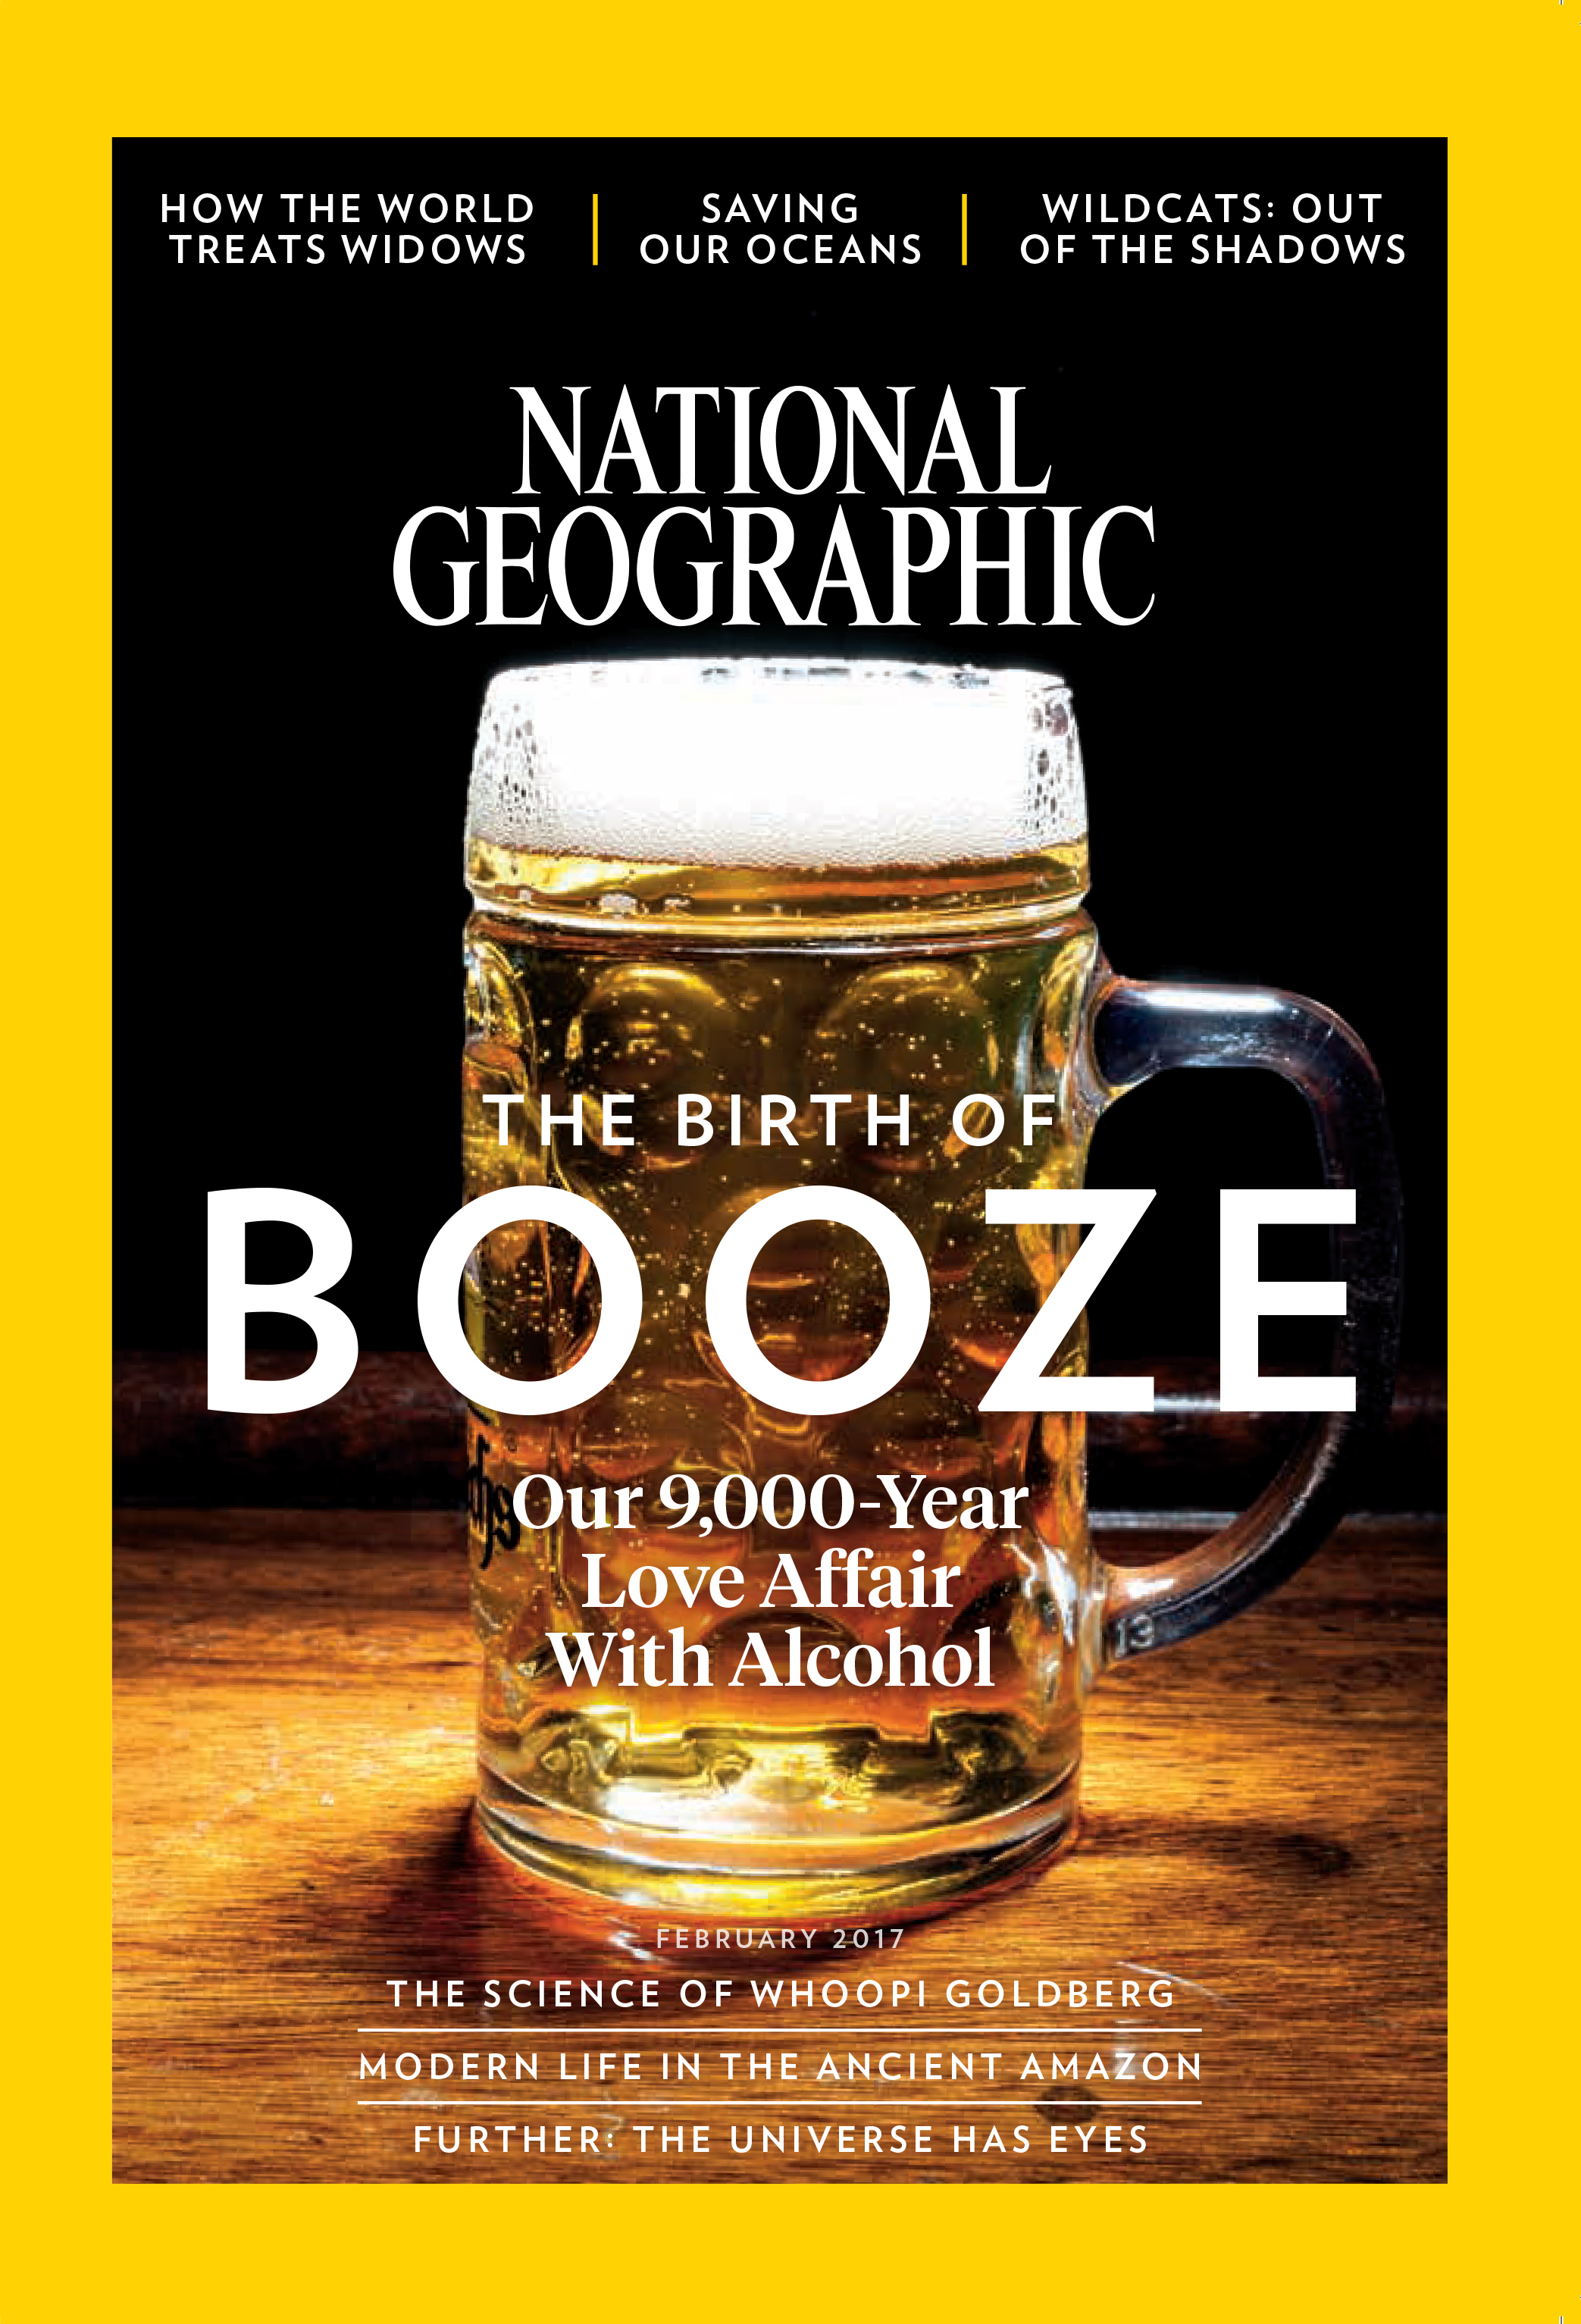 HOW THE WORLD
TREATS WIDOWS
SAVING
OUR OCEANS
WILDCATS: OUT
OF THE SHADOWS
NATIONAL
GEOGRAPHIC
THE BIRTH OF
BOOZE
Our 9,000-Year
Love Affair
With Alcohol
13
FEBRUARY 2017
THE SCIENCE OF WHOOPI GOLDBERG
MODERN LIFE IN THE ANCIENT AMAZON
FURTHER: THE UNIVERSE HAS EYES